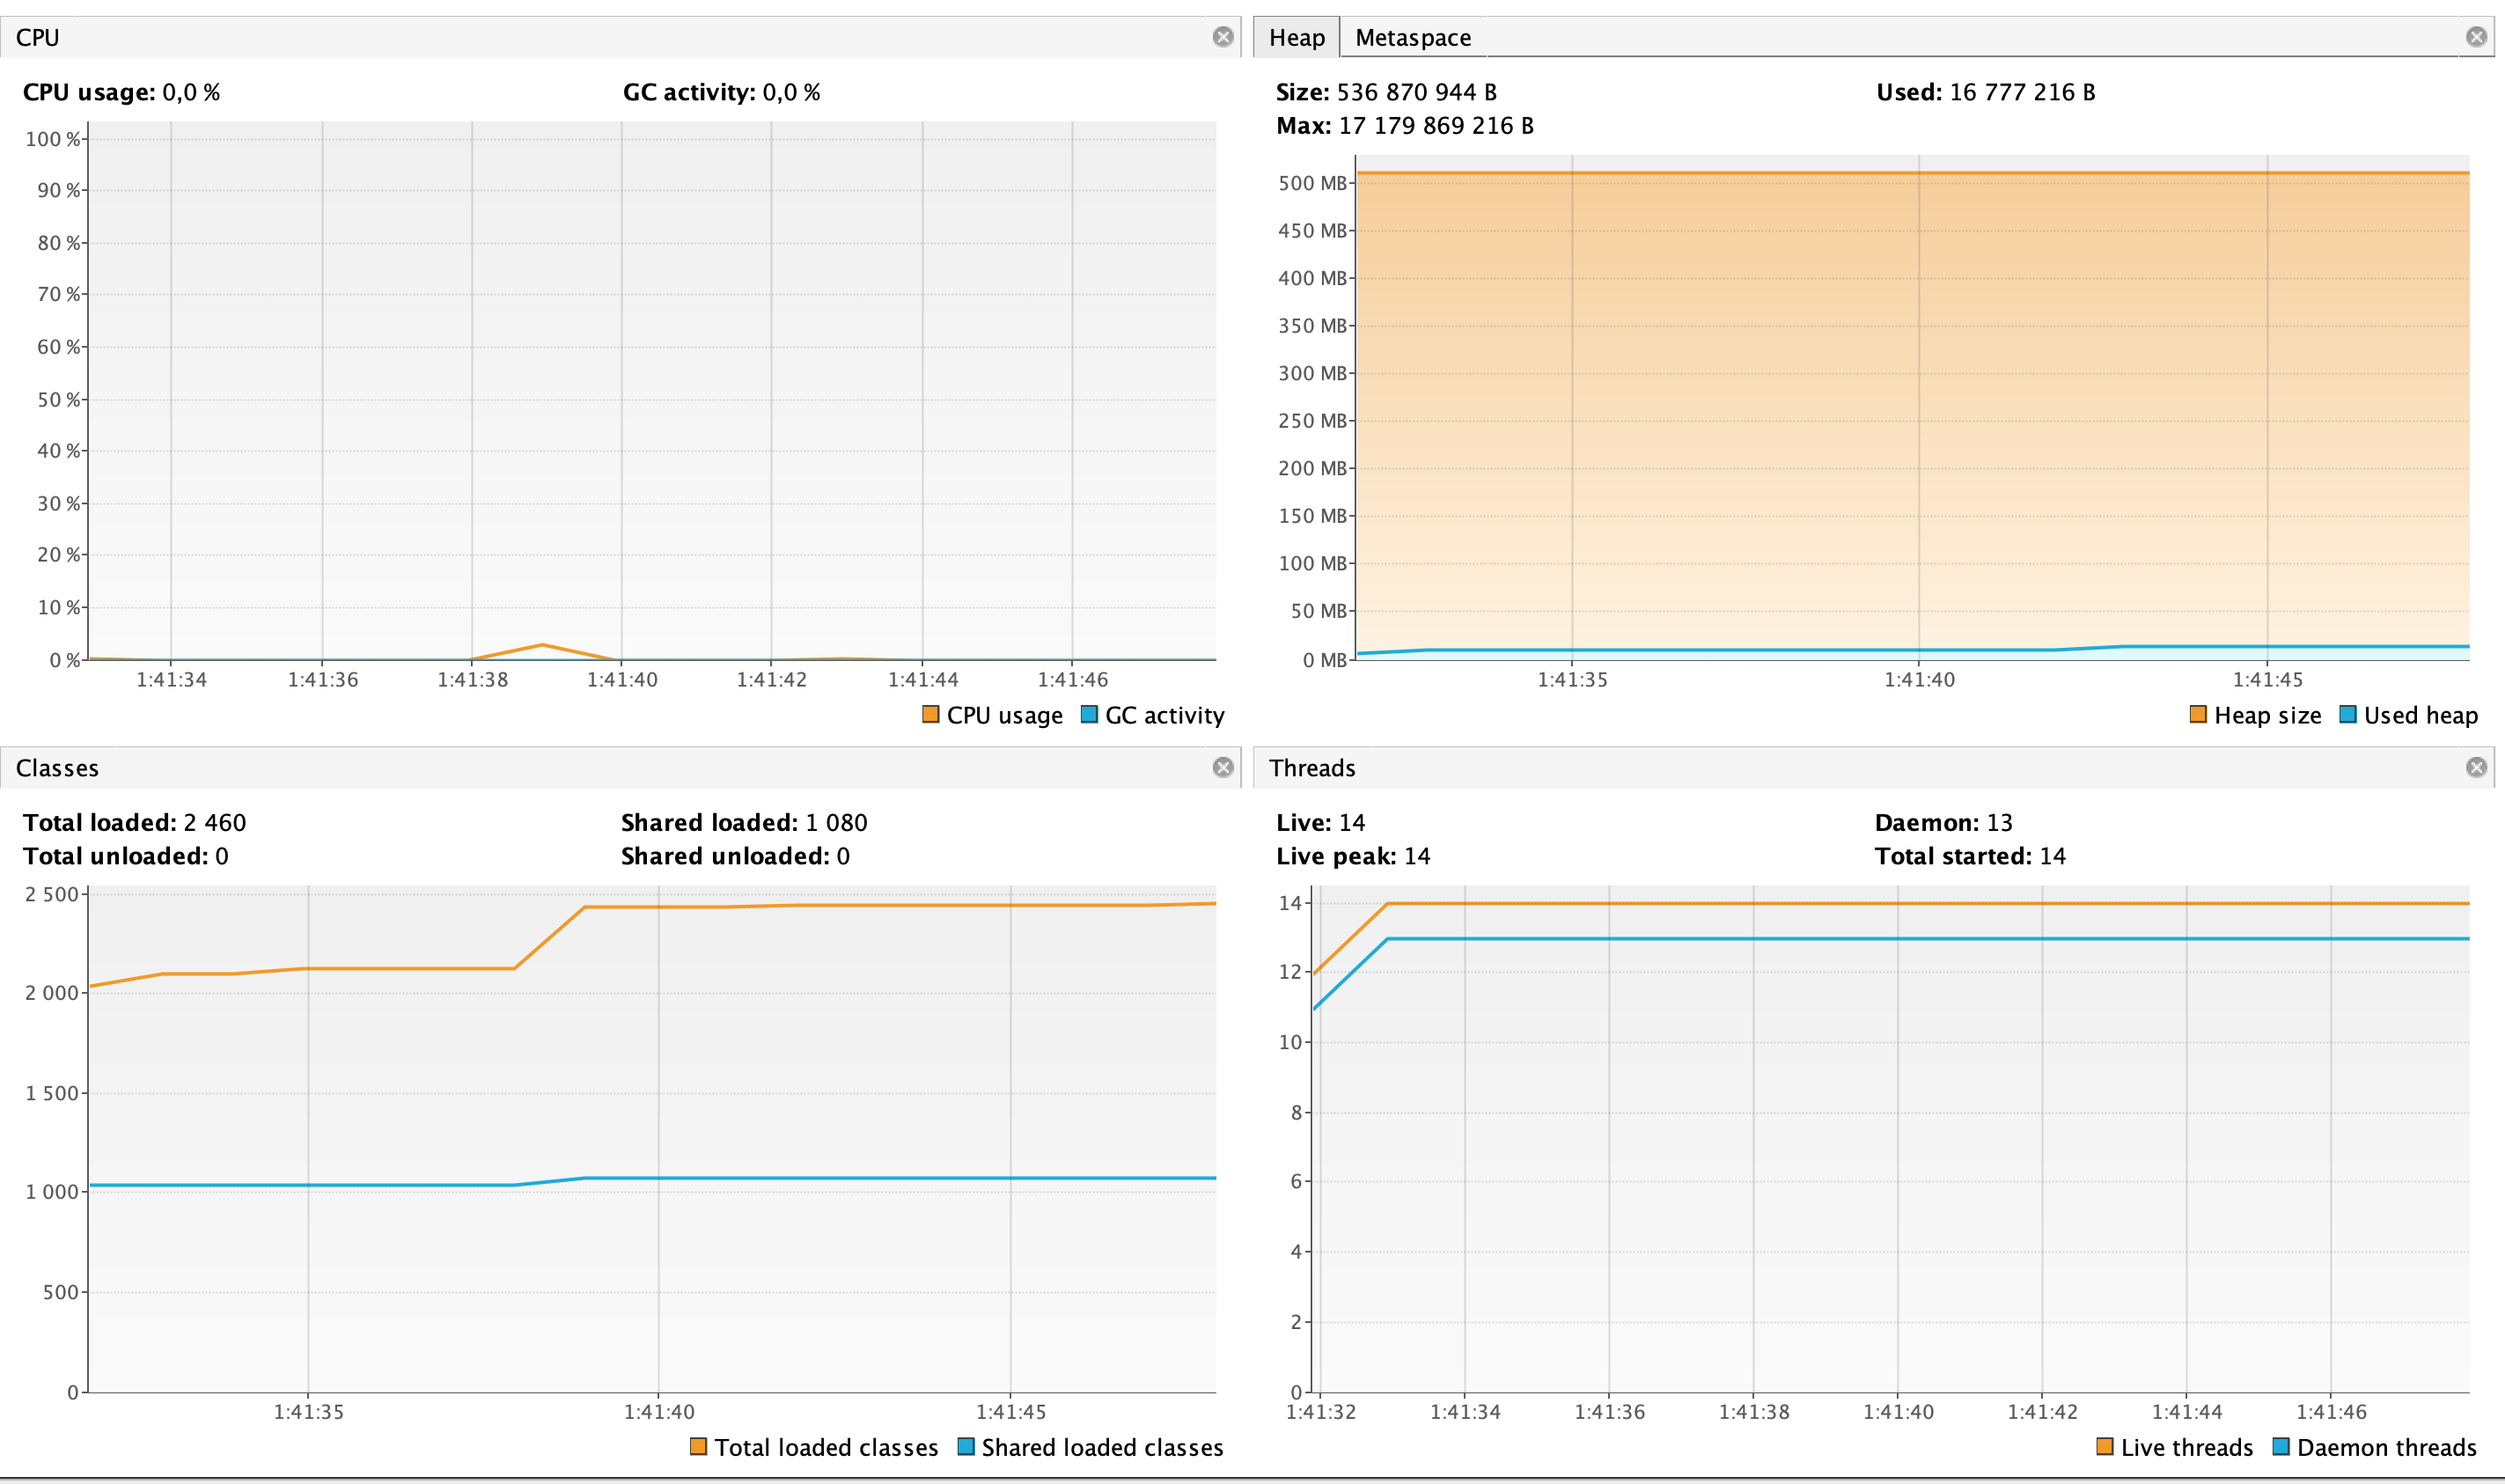 CPU
CPU usage: 0,0 %
GC activity: 0,0 %
100 %
90 %
80 %
70 %
60 %
50 %
40 %
30 %
20 %
10 %
0 %
1:41:34 1:41:36 1:41:38 1:41:40 1:41:42 1:41:44 1:41:46
CPU usage GC activity
Heap Metaspace
Size: 536 870 944 B
Used: 16 777 216 B
Max: 17 179 869 216 B
500 MB
450 MB
400 MB
350 MB
300 MB
250 MB
200 MB
150 MB
100 MB
50 MB
0 MB
1:41:35 1:41:40 1:41:45
Heap size Used heap
Classes
Total loaded: 2 460
Shared loaded: 1 080
Total unloaded: 0
Shared unloaded: 0
2 500
2 000
1 500
1 000
500
0
1:41:35 1:41:40 1:41:45
Total loaded classes Shared loaded classes
Threads
Live: 14
Daemon: 13
Live peak: 14
Total started: 14
14
12
10
8
6
4
2
0
1:41:32 1:41:34 1:41:36 1:41:38 1:41:40 1:41:42 1:41:44 1:41:46
Live threads Daemon threads